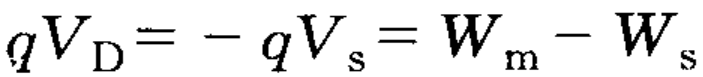 qV_D = − qV_s = W_m − W_s